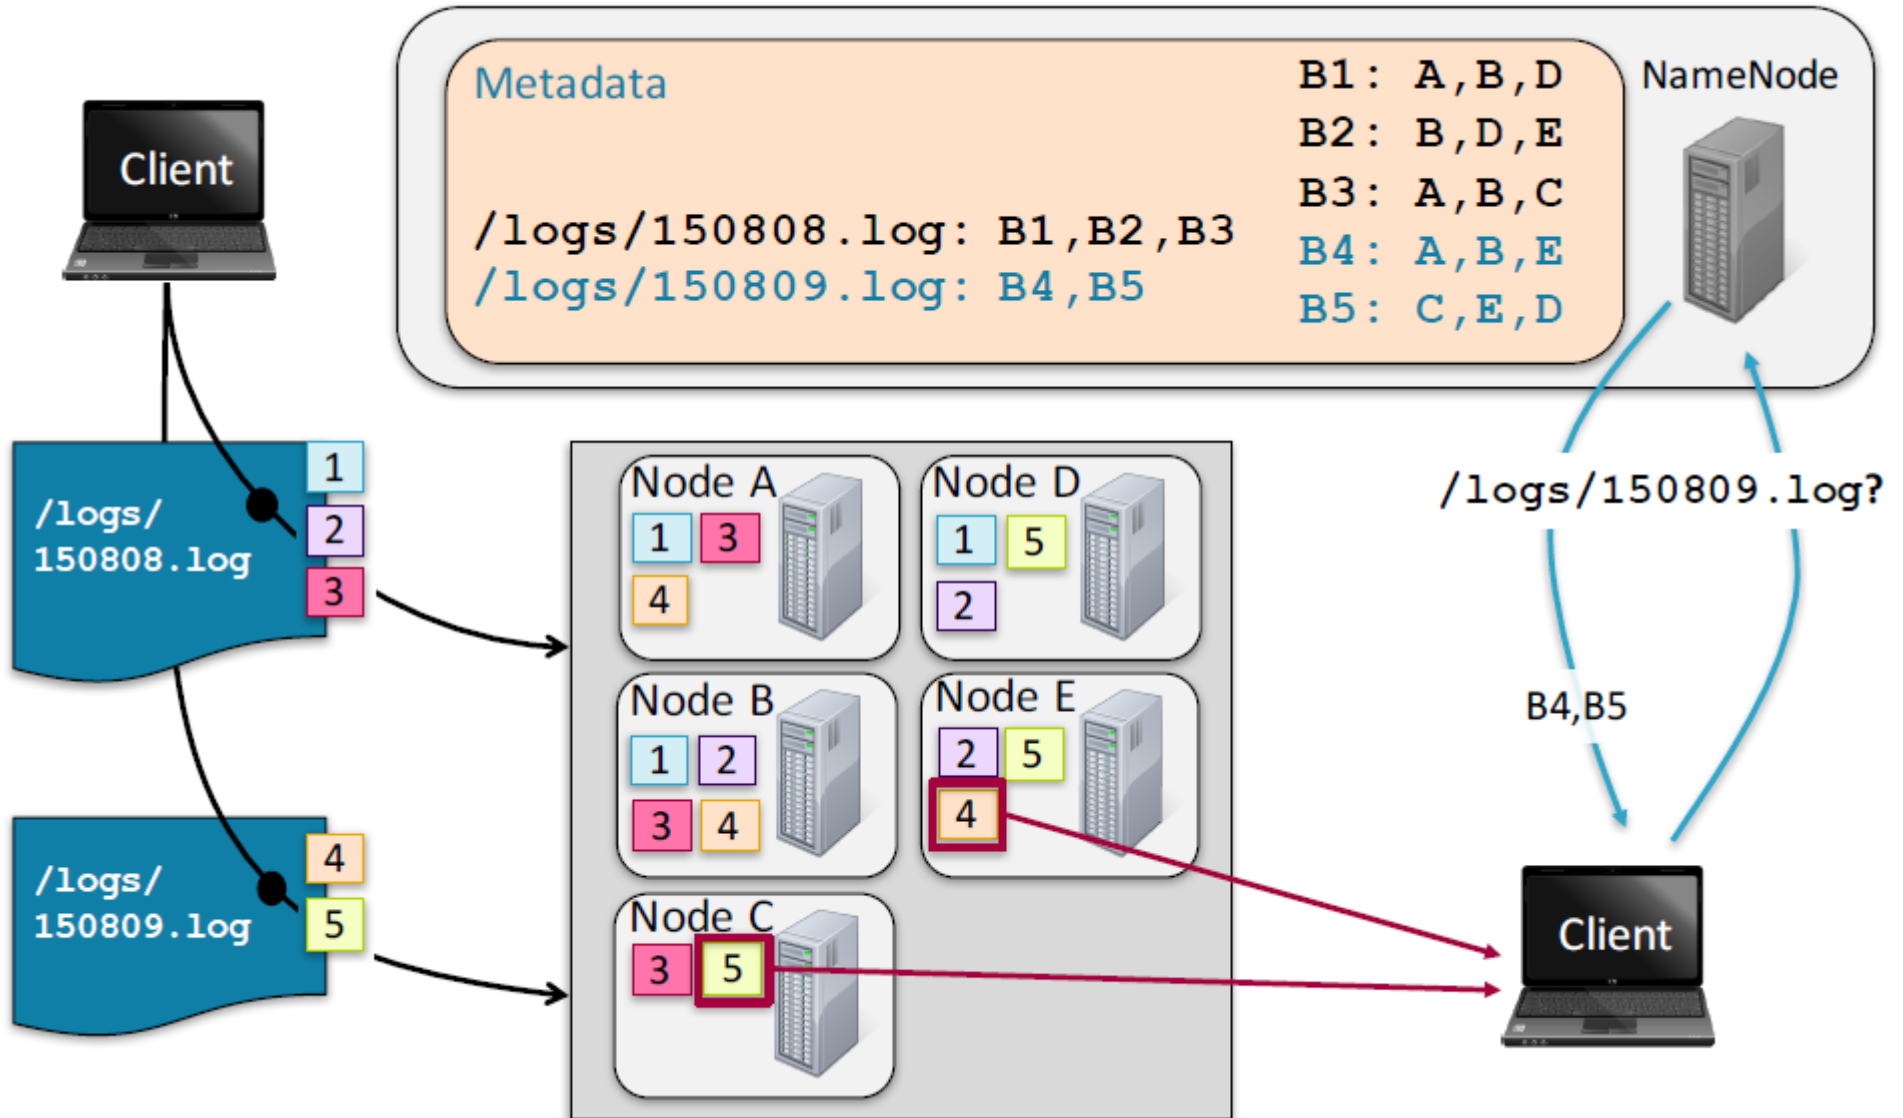 Client
Metadata
/logs/150808.log: B1,B2,B3
/logs/150809.log: B4,B5
B1: A,B,D
B2: B,D,E
B3: A,B,C
B4: A,B,E
B5: C,E,D
NameNode
/logs/
150808.log
1
2
3
/logs/
150809.log
4
5
Node A
1 3
4
Node D
1 5
2
Node B
1 2
3 4
Node E
2 5
4
Node C
3 5
/logs/150809.log?
B4,B5
Client